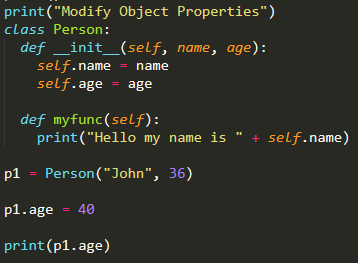 print("Modify Object Properties")
class Person:
  def __init__(self, name, age):
    self.name = name
    self.age = age

  def myfunc(self):
    print("Hello my name is " + self.name)

p1 = Person("John", 36)

p1.age = 40

print(p1.age)